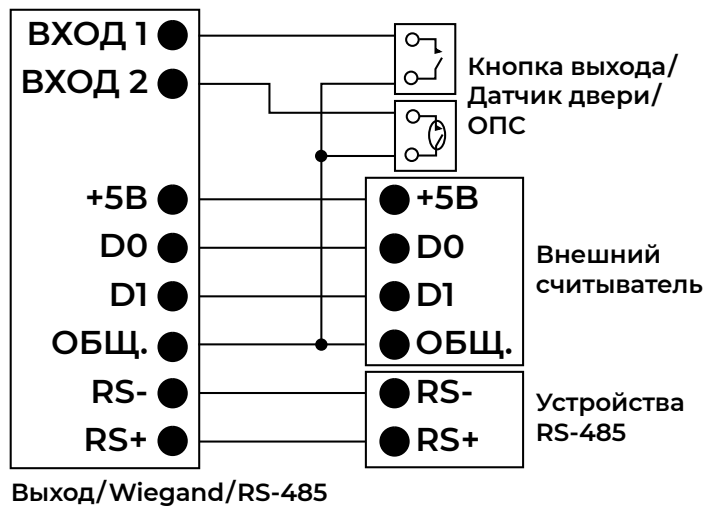 ВХОД 1
ВХОД 2
Кнопка выхода/
Датчик двери/
ОПС
+5В
+5В
D0
D0
D1
D1
ОБЩ.
ОБЩ.
Внешний
считыватель
RS-
RS-
RS+
RS+
Устройства
RS-485
Выход/Wiegand/RS-485